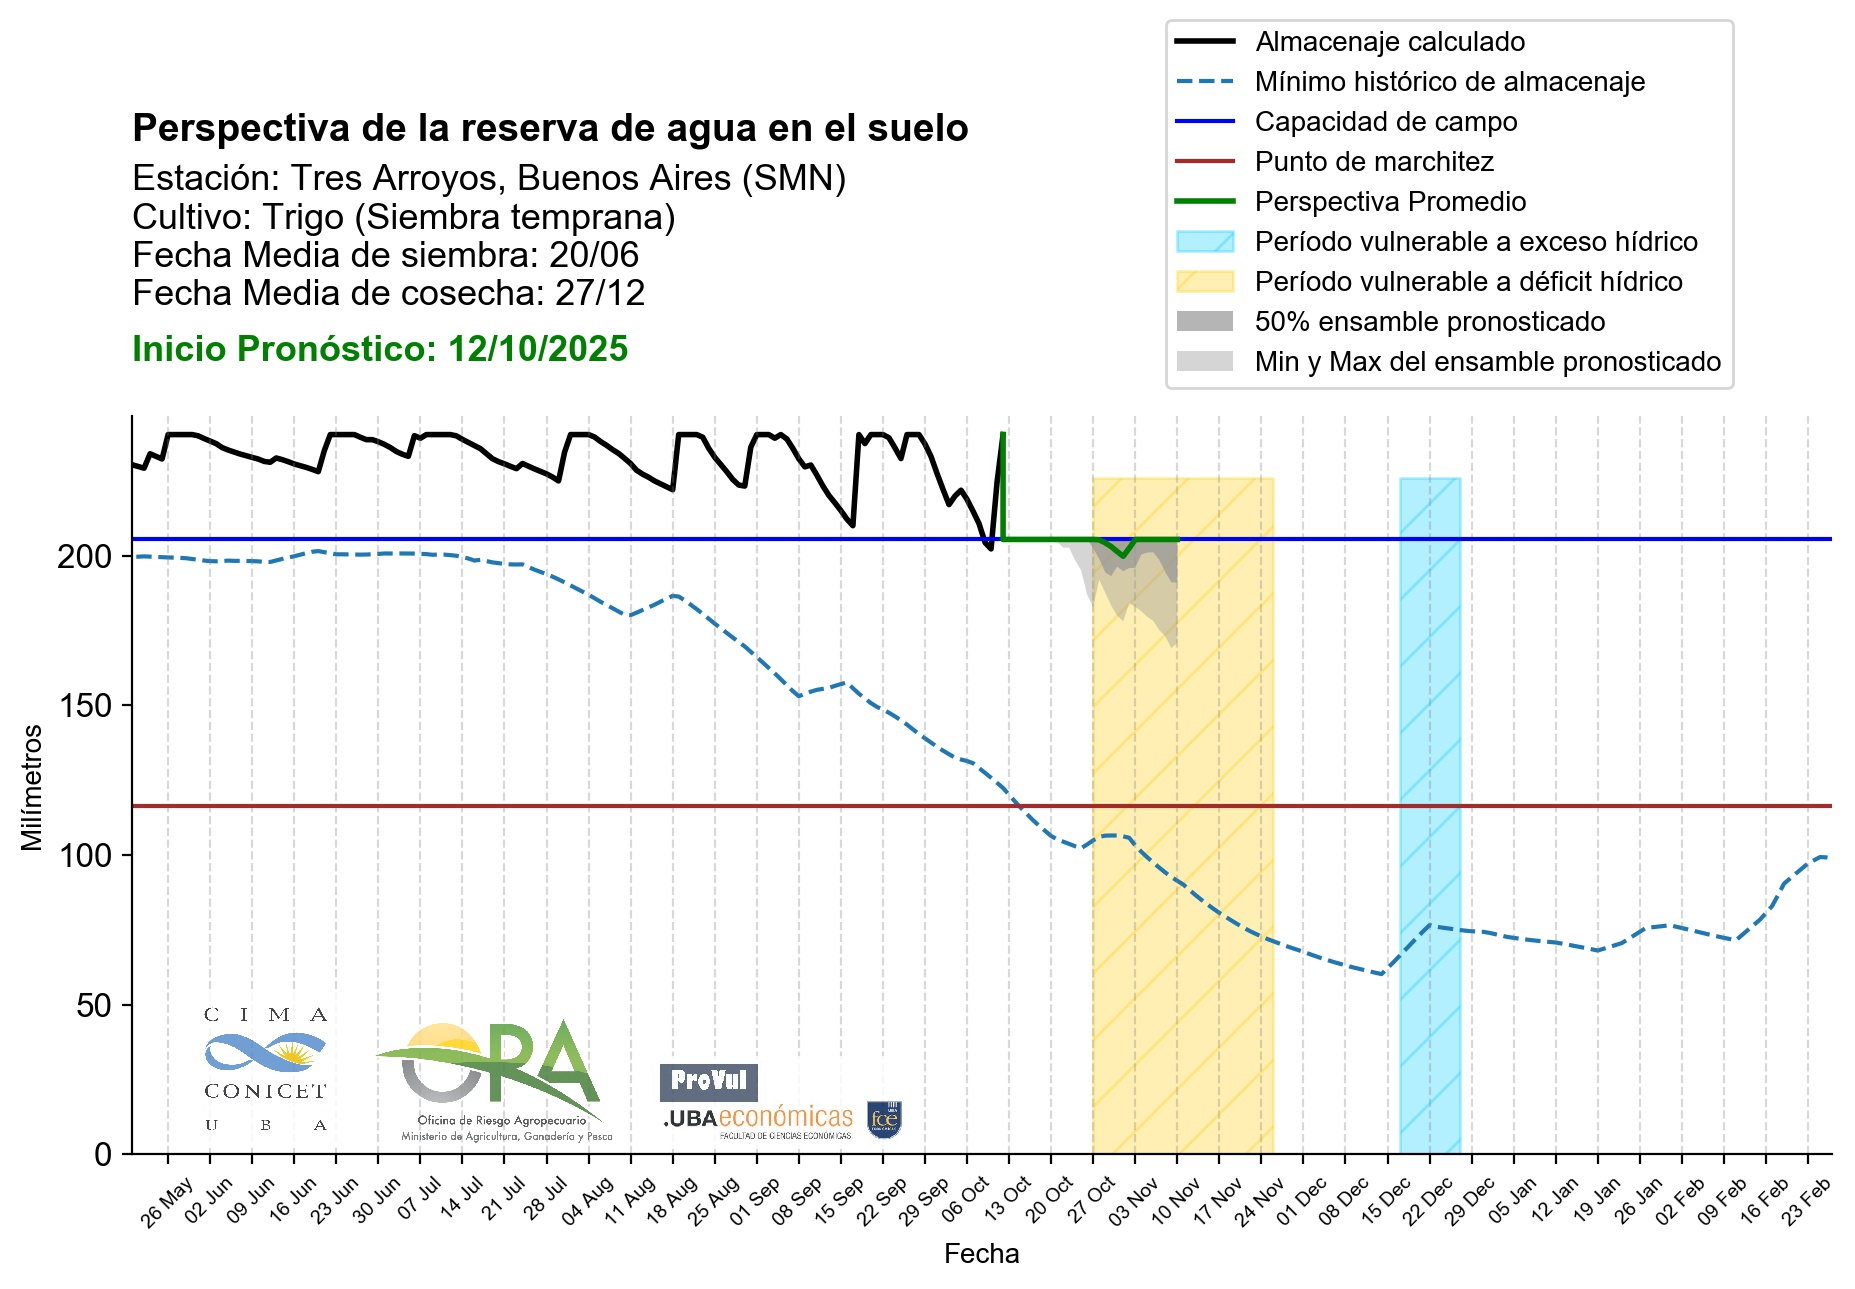 Almacenaje calculado
Mínimo histórico de almacenaje
Capacidad de campo
Punto de marchitez
Perspectiva Promedio
Período vulnerable a exceso hídrico
Período vulnerable a déficit hídrico
50% ensamble pronosticado
Min y Max del ensamble pronosticado
Perspectiva de la reserva de agua en el suelo
Estación: Tres Arroyos, Buenos Aires (SMN)
Cultivo: Trigo (Siembra temprana)
Fecha Media de siembra: 20/06
Fecha Media de cosecha: 27/12
Inicio Pronóstico: 12/10/2025
Milímetros
200
150
100
50
0
CIMA
CONICET
UBA
ORA
Oficina de Riesgo Agropecuario
Ministerio de Agricultura, Ganadería y Pesca
ProVul
.UBAeconómicas
FACULTAD DE CIENCIAS ECONÓMICAS
fce
26 May
02 Jun
09 Jun
16 Jun
23 Jun
30 Jun
07 Jul
14 Jul
21 Jul
28 Jul
04 Aug
11 Aug
18 Aug
25 Aug
01 Sep
08 Sep
15 Sep
22 Sep
29 Sep
06 Oct
13 Oct
20 Oct
27 Oct
03 Nov
10 Nov
17 Nov
24 Nov
01 Dec
08 Dec
15 Dec
22 Dec
29 Dec
05 Jan
12 Jan
19 Jan
26 Jan
02 Feb
09 Feb
16 Feb
23 Feb
Fecha